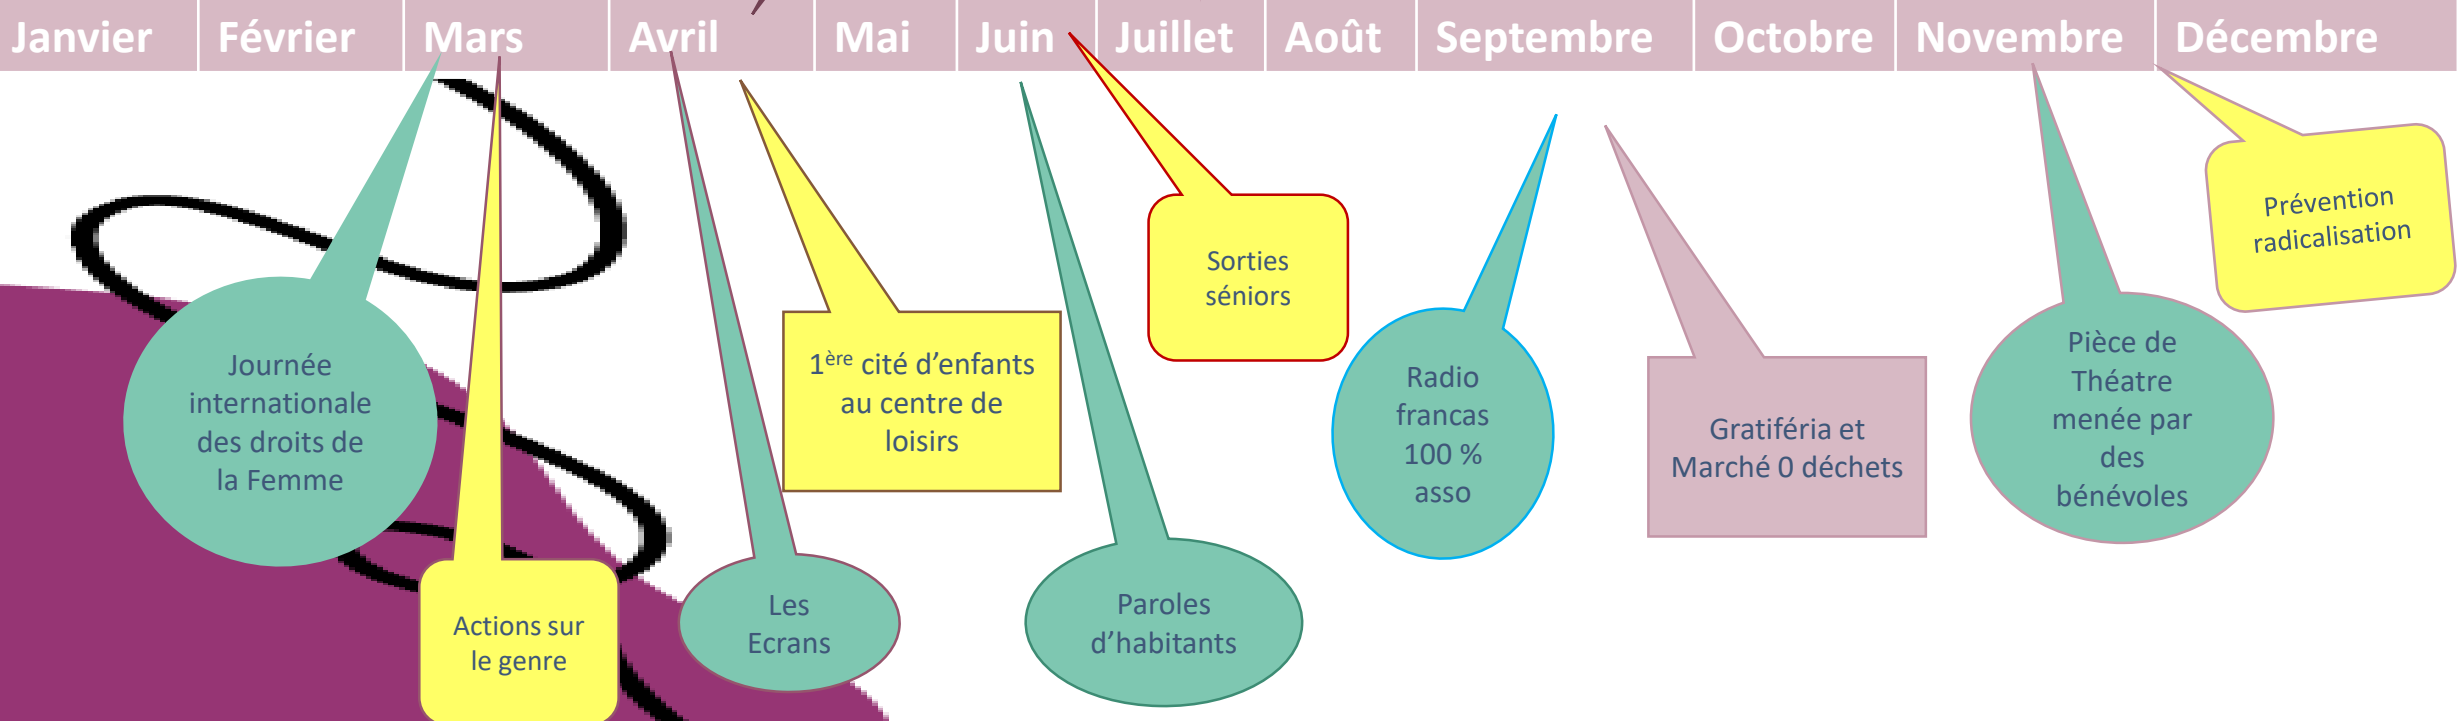 Janvier Février Mars Avril Mai Juin Juillet Août Septembre Octobre Novembre Décembre
Journée
internationale
des droits de
la Femme
Actions sur
le genre
Les
Ecrans
1ère cité d’enfants
au centre de
loisirs
Paroles
d’habitants
Sorties
séniors
Radio
francas
100 %
asso
Gratiféria et
Marché 0 déchets
Pièce de
Théatre
menée par
des
bénévoles
Prévention
radicalisation